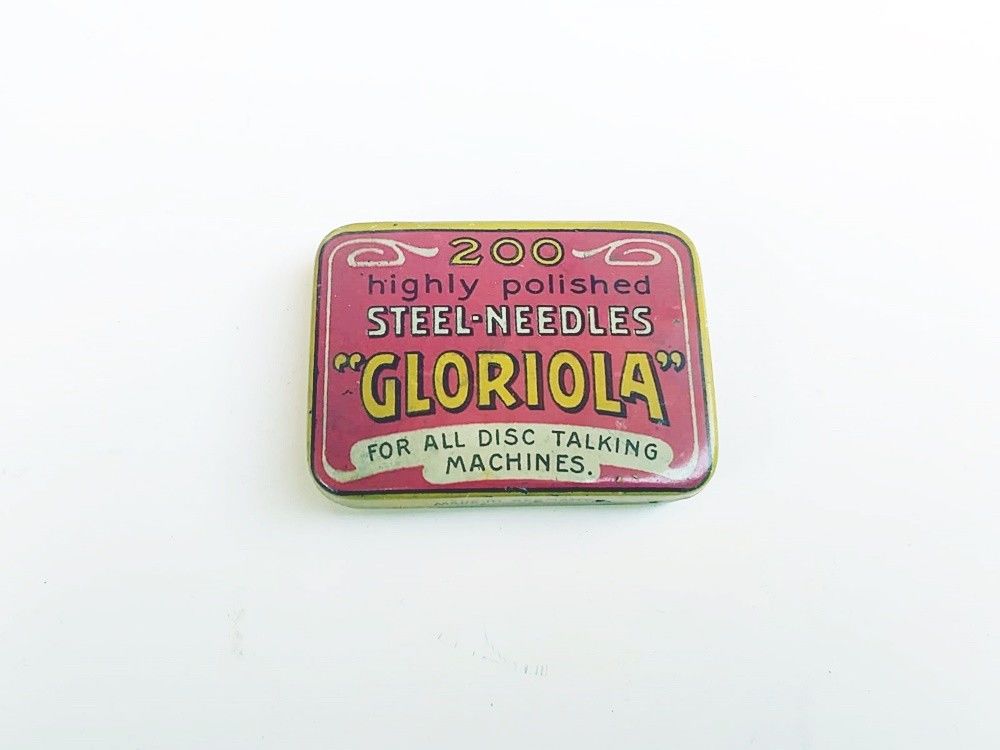 200
highly polished
STEEL-NEEDLES
"GLORIOLA"
FOR ALL DISC TALKING
MACHINES.